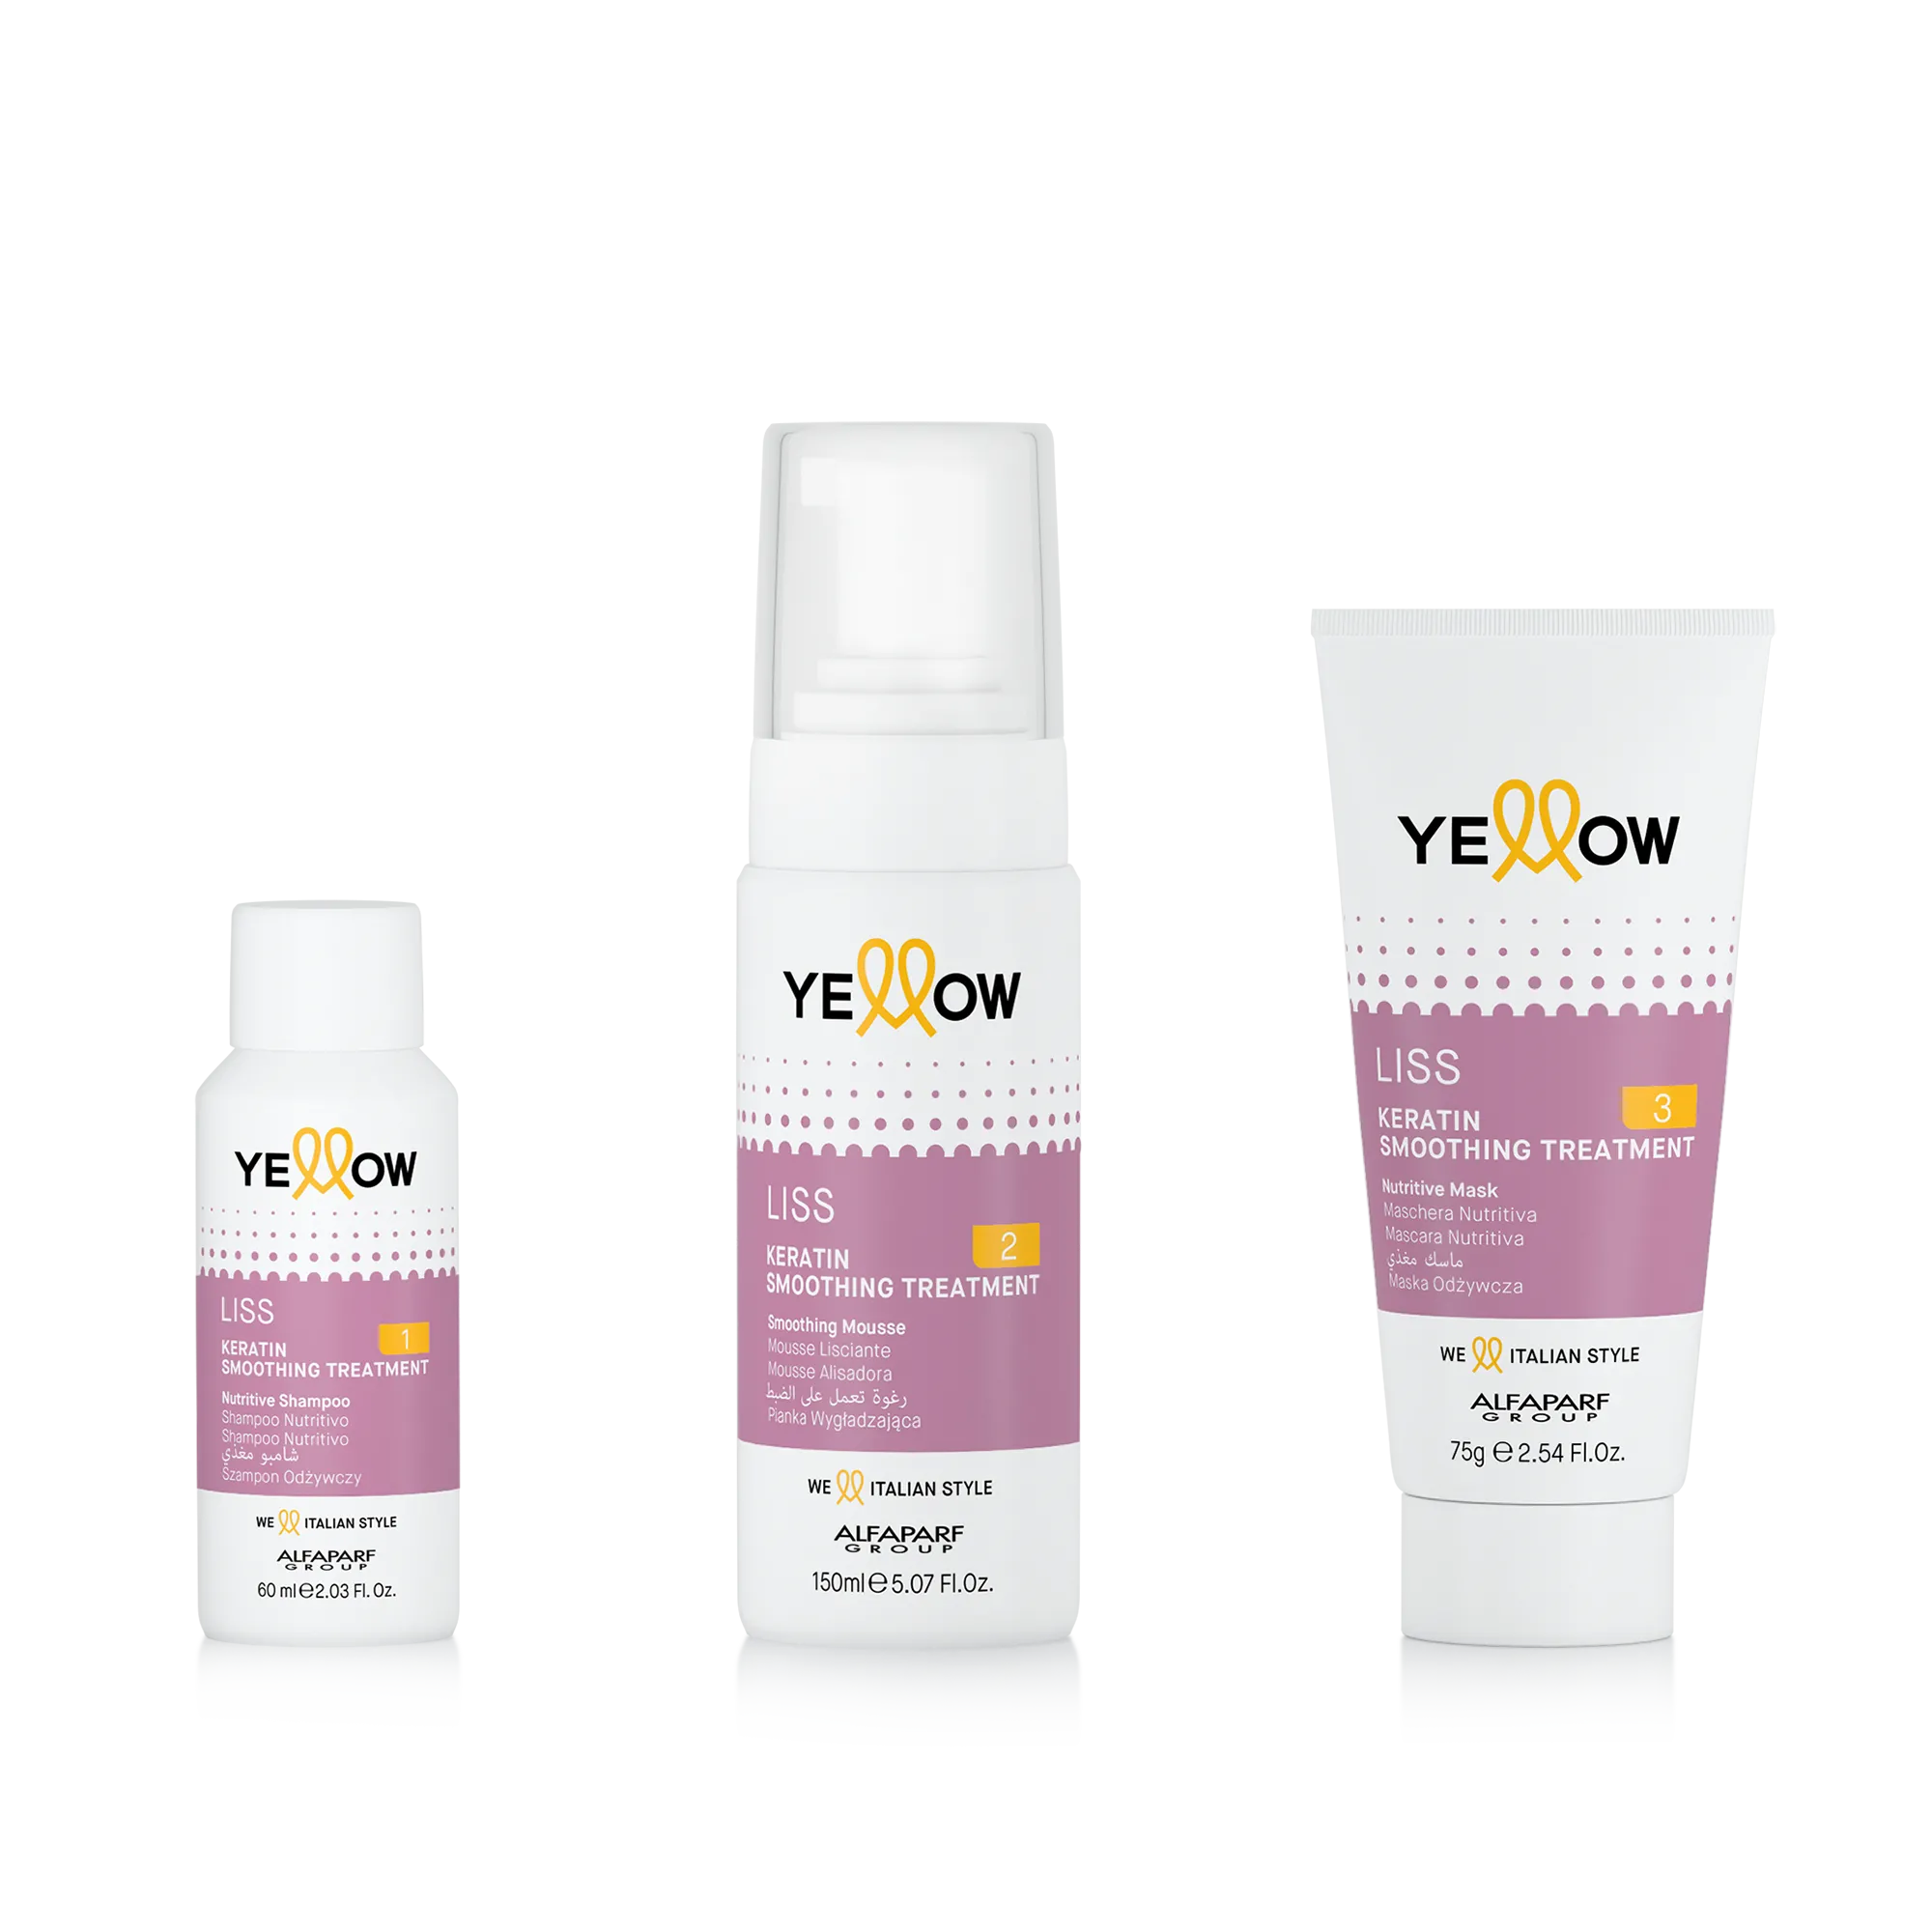 YELLOW
LISS
1
KERATIN
SMOOTHING TREATMENT
Nutritive Shampoo
Shampoo Nutritivo
Shampoo Nutritivo
شامبو مغذي
Szampon Odżywczy
WE ITALIAN STYLE
ALFAPARF
GROUP
60 ml e 2.03 Fl. Oz.
YELLOW
LISS
2
KERATIN
SMOOTHING TREATMENT
Smoothing Mousse
Mousse Lisciante
Mousse Alisadora
رغوة تعمل على الضبط
Pianka Wygładzająca
WE ITALIAN STYLE
ALFAPARF
GROUP
150ml e 5.07 Fl.Oz.
YELLOW
LISS
3
KERATIN
SMOOTHING TREATMENT
Nutritive Mask
Maschera Nutritiva
Mascara Nutritiva
ماسك مغذي
Maska Odżywcza
WE ITALIAN STYLE
ALFAPARF
GROUP
75g e 2.54 Fl.Oz.